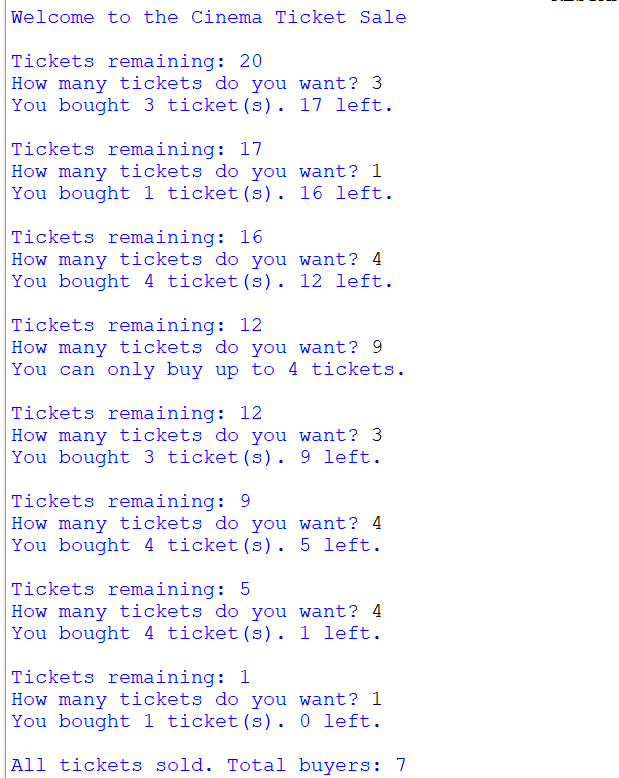 Welcome to the Cinema Ticket Sale
Tickets remaining: 20
How many tickets do you want? 3
You bought 3 ticket(s). 17 left.
Tickets remaining: 17
How many tickets do you want? 1
You bought 1 ticket(s). 16 left.
Tickets remaining: 16
How many tickets do you want? 4
You bought 4 ticket(s). 12 left.
Tickets remaining: 12
How many tickets do you want? 9
You can only buy up to 4 tickets.
Tickets remaining: 12
How many tickets do you want? 3
You bought 3 ticket(s). 9 left.
Tickets remaining: 9
How many tickets do you want? 4
You bought 4 ticket(s). 5 left.
Tickets remaining: 5
How many tickets do you want? 4
You bought 4 ticket(s). 1 left.
Tickets remaining: 1
How many tickets do you want? 1
You bought 1 ticket(s). 0 left.
All tickets sold. Total buyers: 7